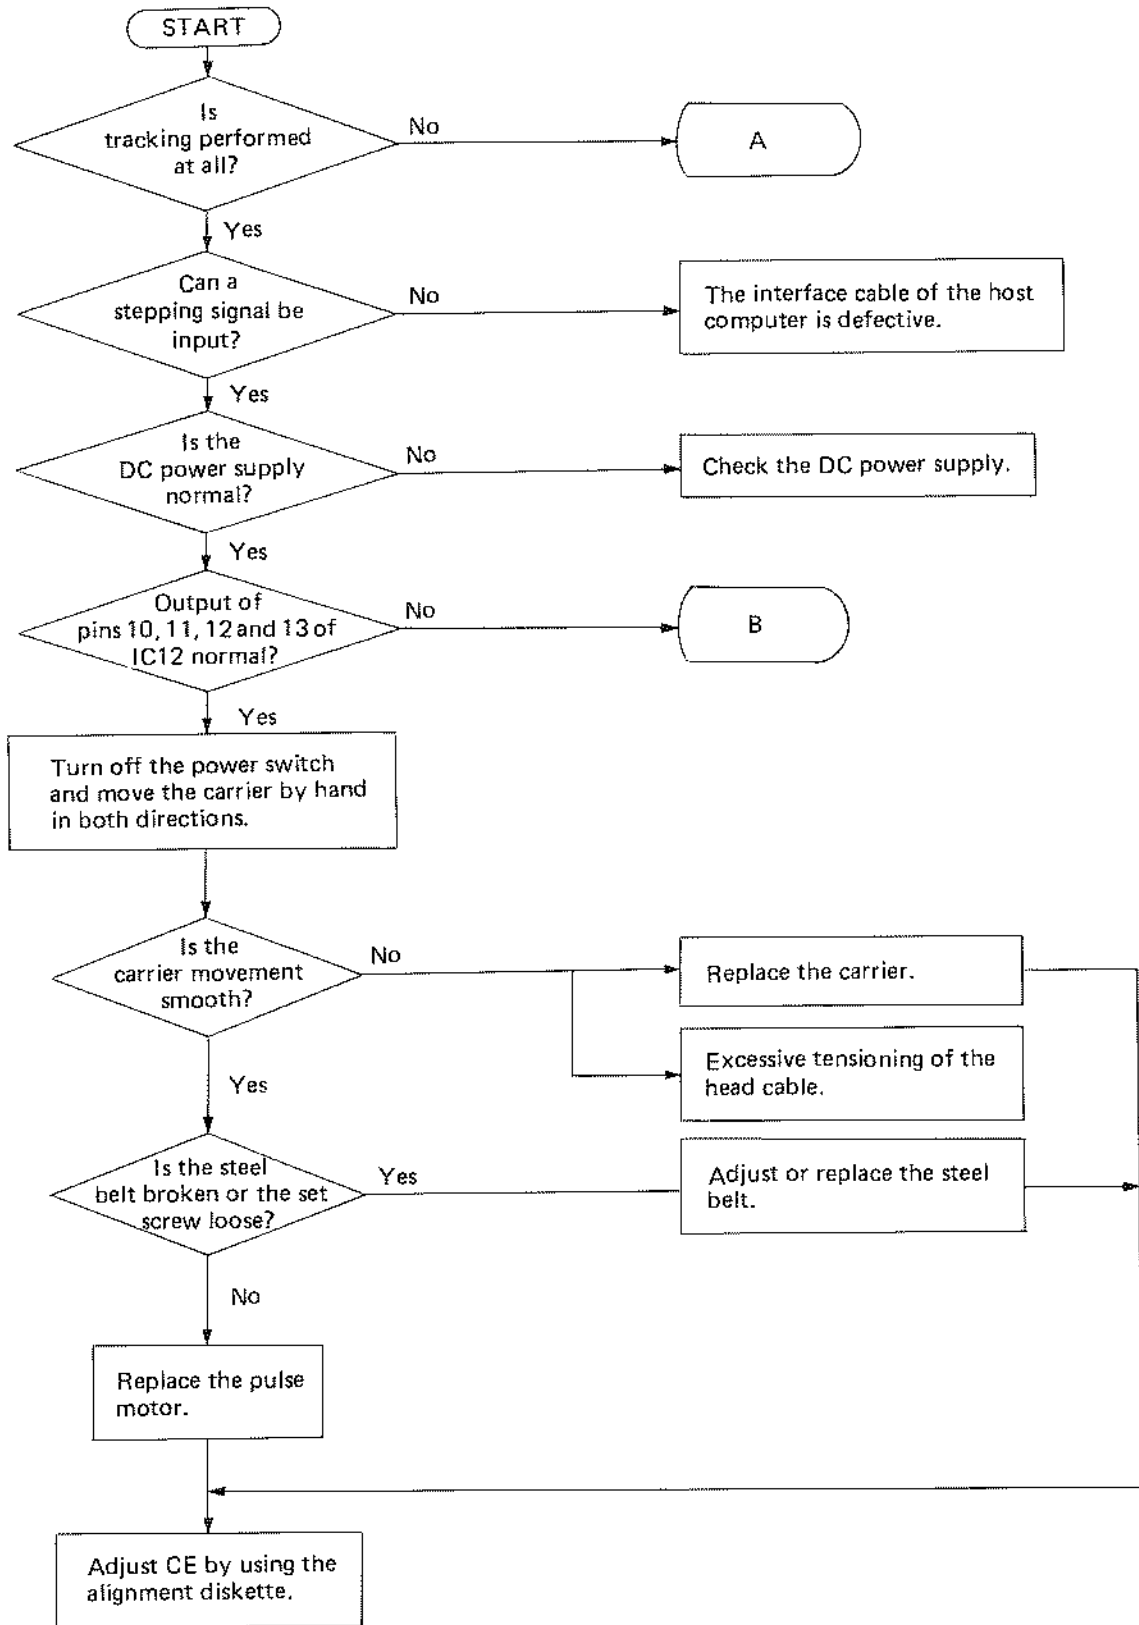 START
Is
tracking performed
at all?
No
A
Yes
Can a
stepping signal be
input?
No
The interface cable of the host
computer is defective.
Yes
Is the
DC power supply
normal?
No
Check the DC power supply.
Yes
Output of
pins 10, 11, 12 and 13 of
IC12 normal?
No
B
Yes
Turn off the power switch
and move the carrier by hand
in both directions.
Is the
carrier movement
smooth?
No
Replace the carrier.
Excessive tensioning of the
head cable.
Yes
Is the steel
belt broken or the set
screw loose?
Yes
Adjust or replace the steel
belt.
No
Replace the pulse
motor.
Adjust CE by using the
alignment diskette.